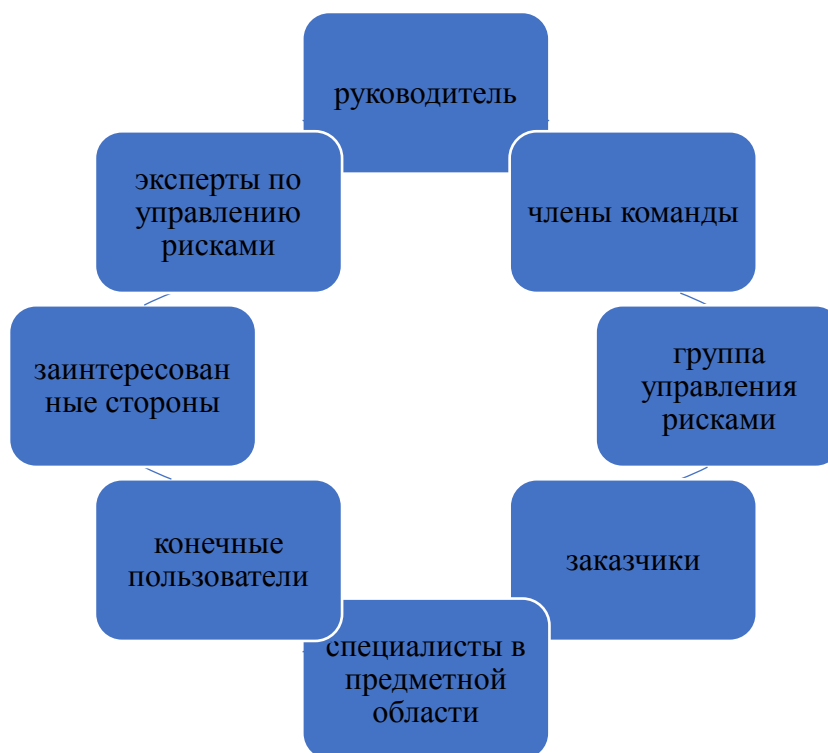 руководитель
члены команды
группа
управления
рисками
заказчики
специалисты в
предметной
области
конечные
пользователи
заинтересован
ные стороны
эксперты по
управлению
рисками